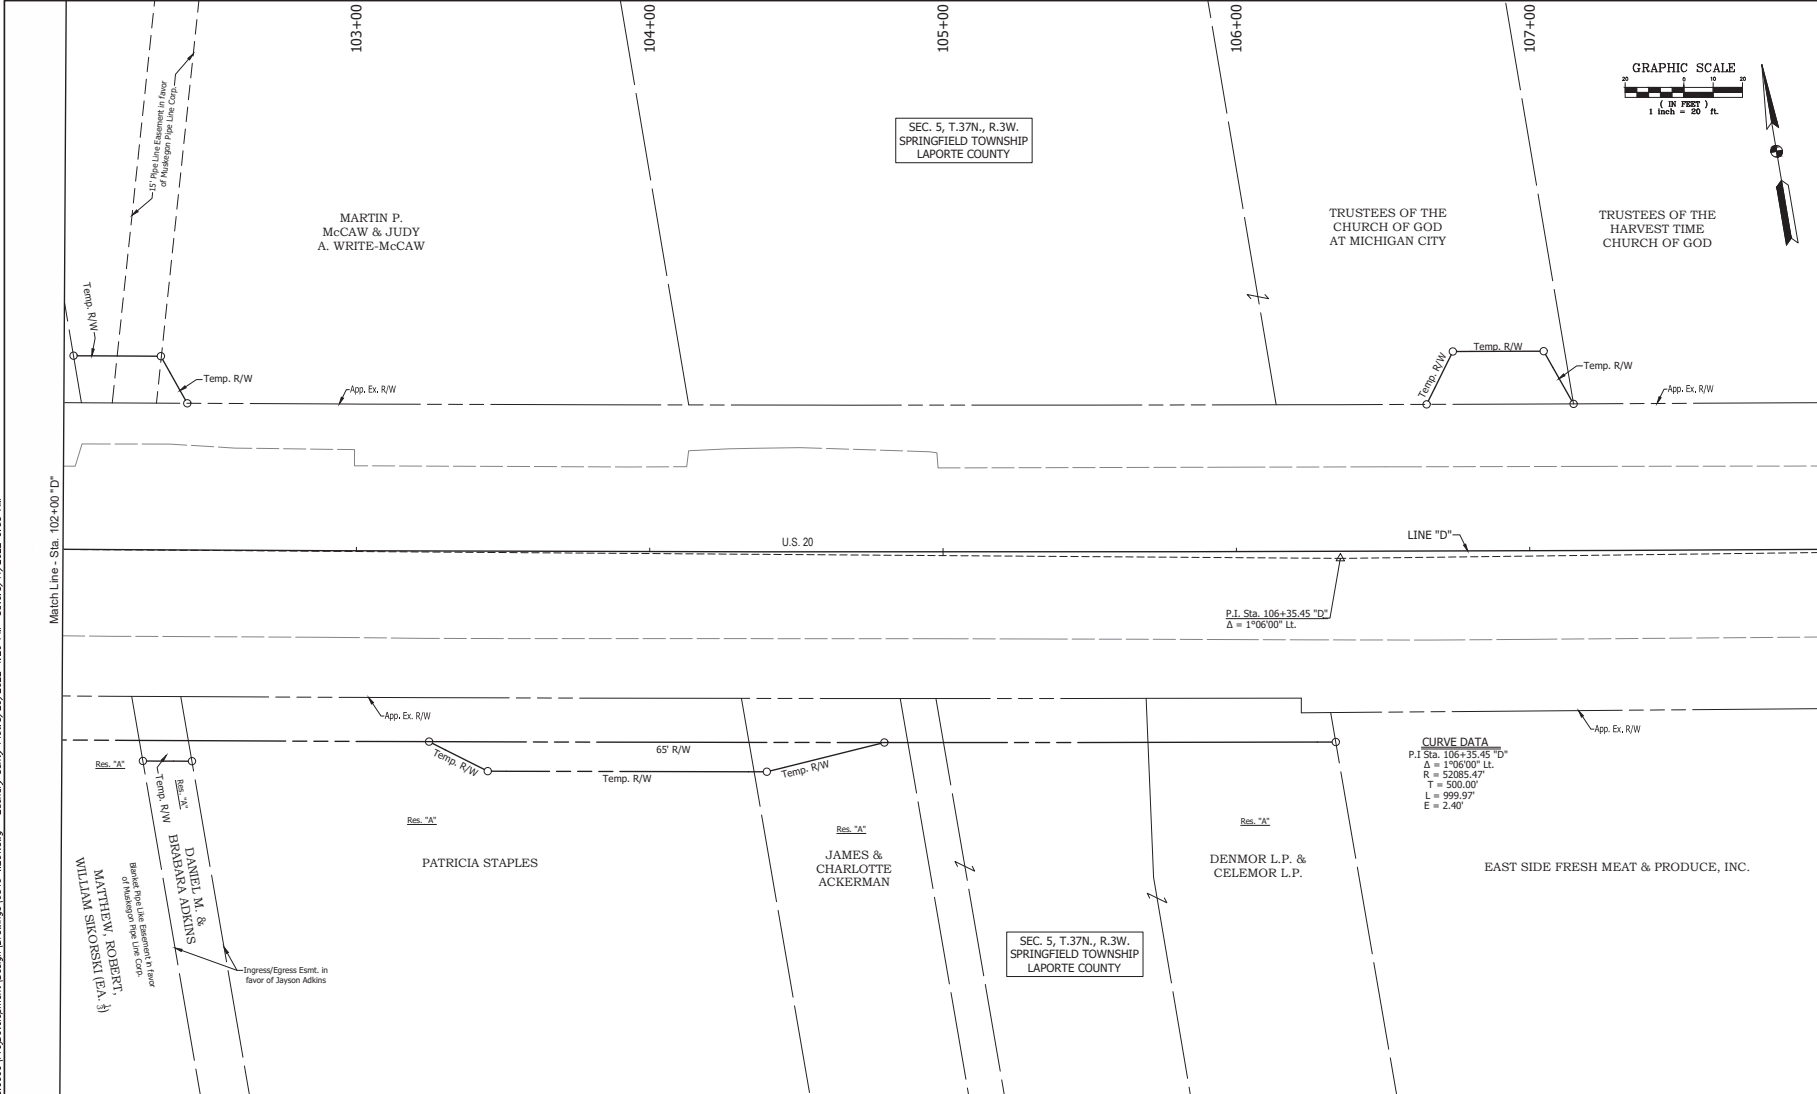 103+00
104+00
105+00
106+00
107+00
GRAPHIC SCALE
20 0 10 20
( IN FEET )
1 inch = 20 ft.
15' Pipe Line Easement in favor
of Muskegon Pipe Line Corp.
SEC. 5, T.37N., R.3W.
SPRINGFIELD TOWNSHIP
LAPORTE COUNTY
MARTIN P.
McCAW & JUDY
A. WRITE-McCAW
TRUSTEES OF THE
CHURCH OF GOD
AT MICHIGAN CITY
TRUSTEES OF THE
HARVEST TIME
CHURCH OF GOD
Temp. R/W
Temp. R/W
App. Ex. R/W
Temp. R/W
Temp. R/W
Temp. R/W
App. Ex. R/W
Match Line - Sta. 102+00 "D"
U.S. 20
LINE "D"
P.I. Sta. 106+35.45 "D"
Δ = 1°06'00" Lt.
App. Ex. R/W
App. Ex. R/W
65' R/W
Temp. R/W
Temp. R/W
Temp. R/W
Res. "A"
Temp. R/W
Res. "A"
CURVE DATA
P.I Sta. 106+35.45 "D"
Δ = 1°06'00" Lt.
R = 52085.47'
T = 500.00'
L = 999.97'
E = 2.40'
Res. "A"
Res. "A"
Res. "A"
PATRICIA STAPLES
JAMES &
CHARLOTTE
ACKERMAN
DENMOR L.P. &
CELEMOR L.P.
EAST SIDE FRESH MEAT & PRODUCE, INC.
DANIEL M. &
BRABARA ADKINS
Blanket Pipe Like Easement in favor
of Muskegon Pipe Line Corp.
MATTHEW, ROBERT,
WILLIAM SIKORSKI (EA. 1/3)
Ingress/Egress Esmt. in
favor of Jayson Adkins
SEC. 5, T.37N., R.3W.
SPRINGFIELD TOWNSHIP
LAPORTE COUNTY